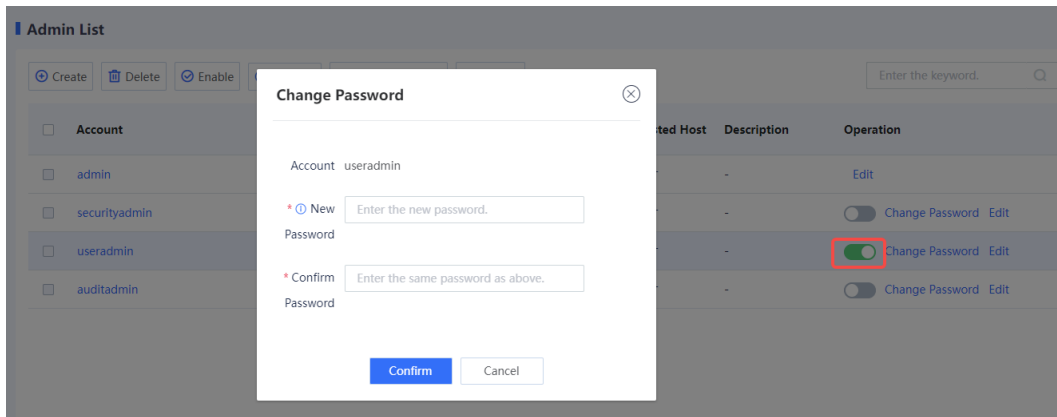 Admin List
Create Delete Enable Enter the keyword.
Change Password
Account Host Description Operation
Account useradmin
admin - Edit
* New Enter the new password.
Password
securityadmin - Change Password Edit
useradmin - Change Password Edit
* Confirm Enter the same password as above.
Password
auditadmin - Change Password Edit
Confirm Cancel